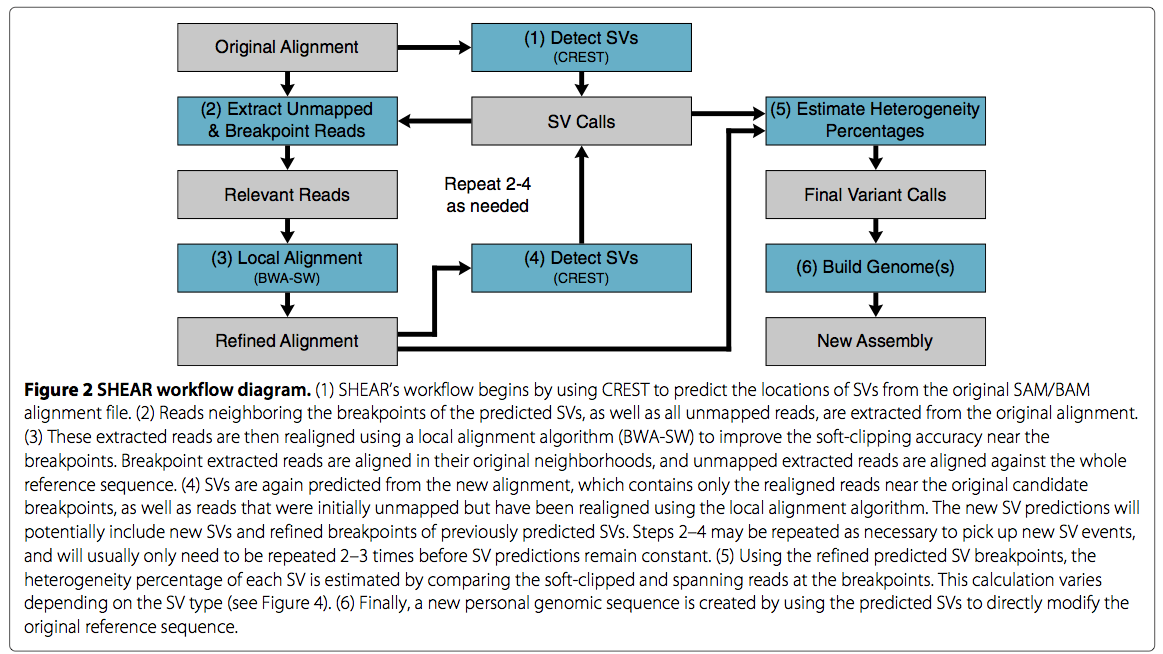 Original Alignment
(1) Detect SVs
(CREST)
(2) Extract Unmapped
& Breakpoint Reads
SV Calls
(5) Estimate Heterogeneity
Percentages
Relevant Reads
Repeat 2-4
as needed
Final Variant Calls
(3) Local Alignment
(BWA-SW)
(4) Detect SVs
(CREST)
(6) Build Genome(s)
Refined Alignment
New Assembly
Figure 2 SHEAR workflow diagram. (1) SHEAR's workflow begins by using CREST to predict the locations of SVs from the original SAM/BAM
alignment file. (2) Reads neighboring the breakpoints of the predicted SVs, as well as all unmapped reads, are extracted from the original alignment.
(3) These extracted reads are then realigned using a local alignment algorithm (BWA-SW) to improve the soft-clipping accuracy near the
breakpoints. Breakpoint extracted reads are aligned in their original neighborhoods, and unmapped extracted reads are aligned against the whole
reference sequence. (4) SVs are again predicted from the new alignment, which contains only the realigned reads near the original candidate
breakpoints, as well as reads that were initially unmapped but have been realigned using the local alignment algorithm. The new SV predictions will
potentially include new SVs and refined breakpoints of previously predicted SVs. Steps 2–4 may be repeated as necessary to pick up new SV events,
and will usually only need to be repeated 2–3 times before SV predictions remain constant. (5) Using the refined predicted SV breakpoints, the
heterogeneity percentage of each SV is estimated by comparing the soft-clipped and spanning reads at the breakpoints. This calculation varies
depending on the SV type (see Figure 4). (6) Finally, a new personal genomic sequence is created by using the predicted SVs to directly modify the
original reference sequence.